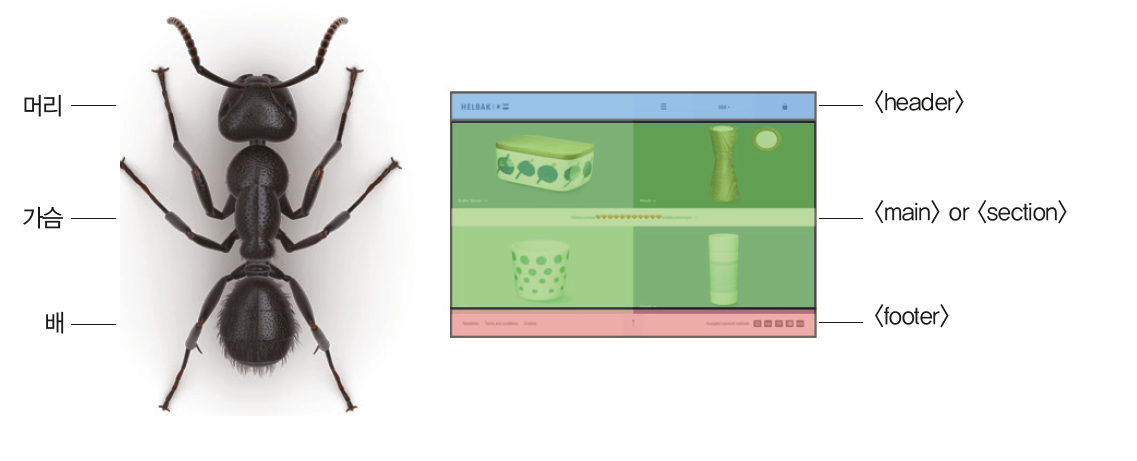 머리
가슴
배
HELBAK
〈header〉
〈main〉 or 〈section〉
〈footer〉